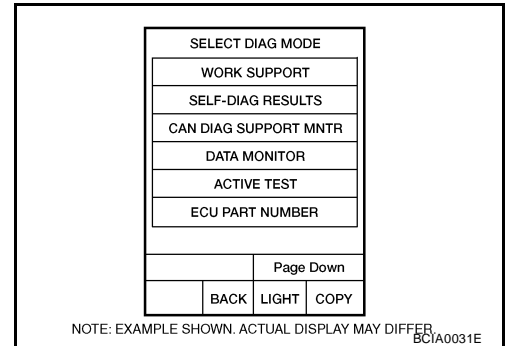 SELECT DIAG MODE
WORK SUPPORT
SELF-DIAG RESULTS
CAN DIAG SUPPORT MNTR
DATA MONITOR
ACTIVE TEST
ECU PART NUMBER
Page Down
BACK LIGHT COPY
NOTE: EXAMPLE SHOWN. ACTUAL DISPLAY MAY DIFFER.
BCIA0031E